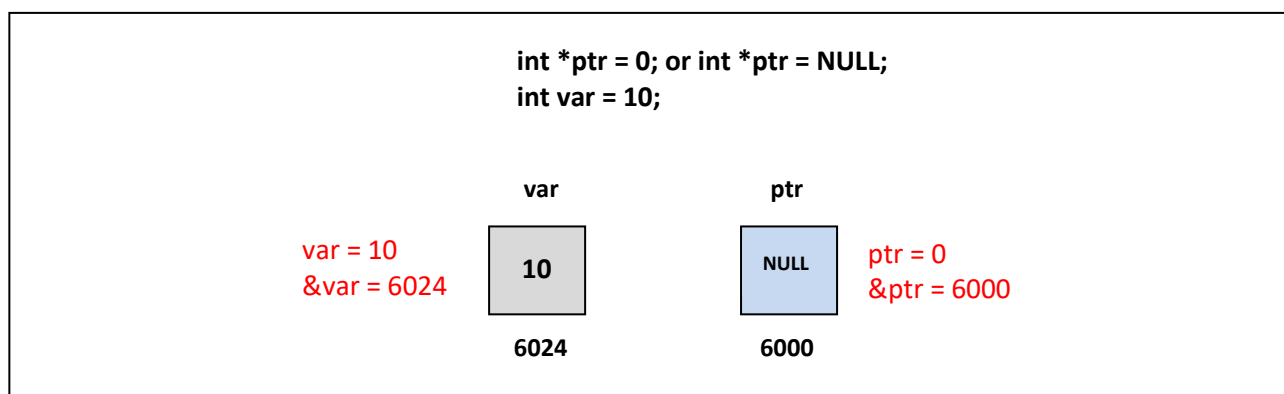 int *ptr = 0; or int *ptr = NULL;
int var = 10;
var
ptr
var = 10
&var = 6024
10
NULL
ptr = 0
&ptr = 6000
6024
6000